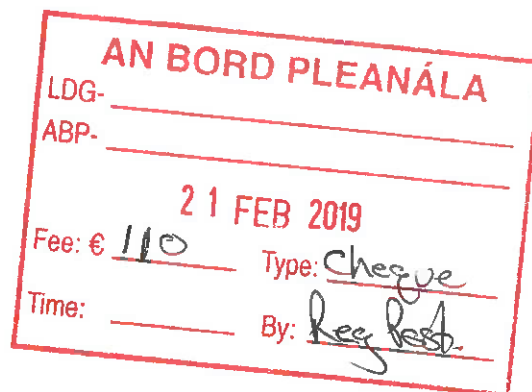 AN BORD PLEANÁLA
LDG-
ABP-
21 FEB 2019
Fee: € 110 Type: Cheque
Time: By: Reg Post.